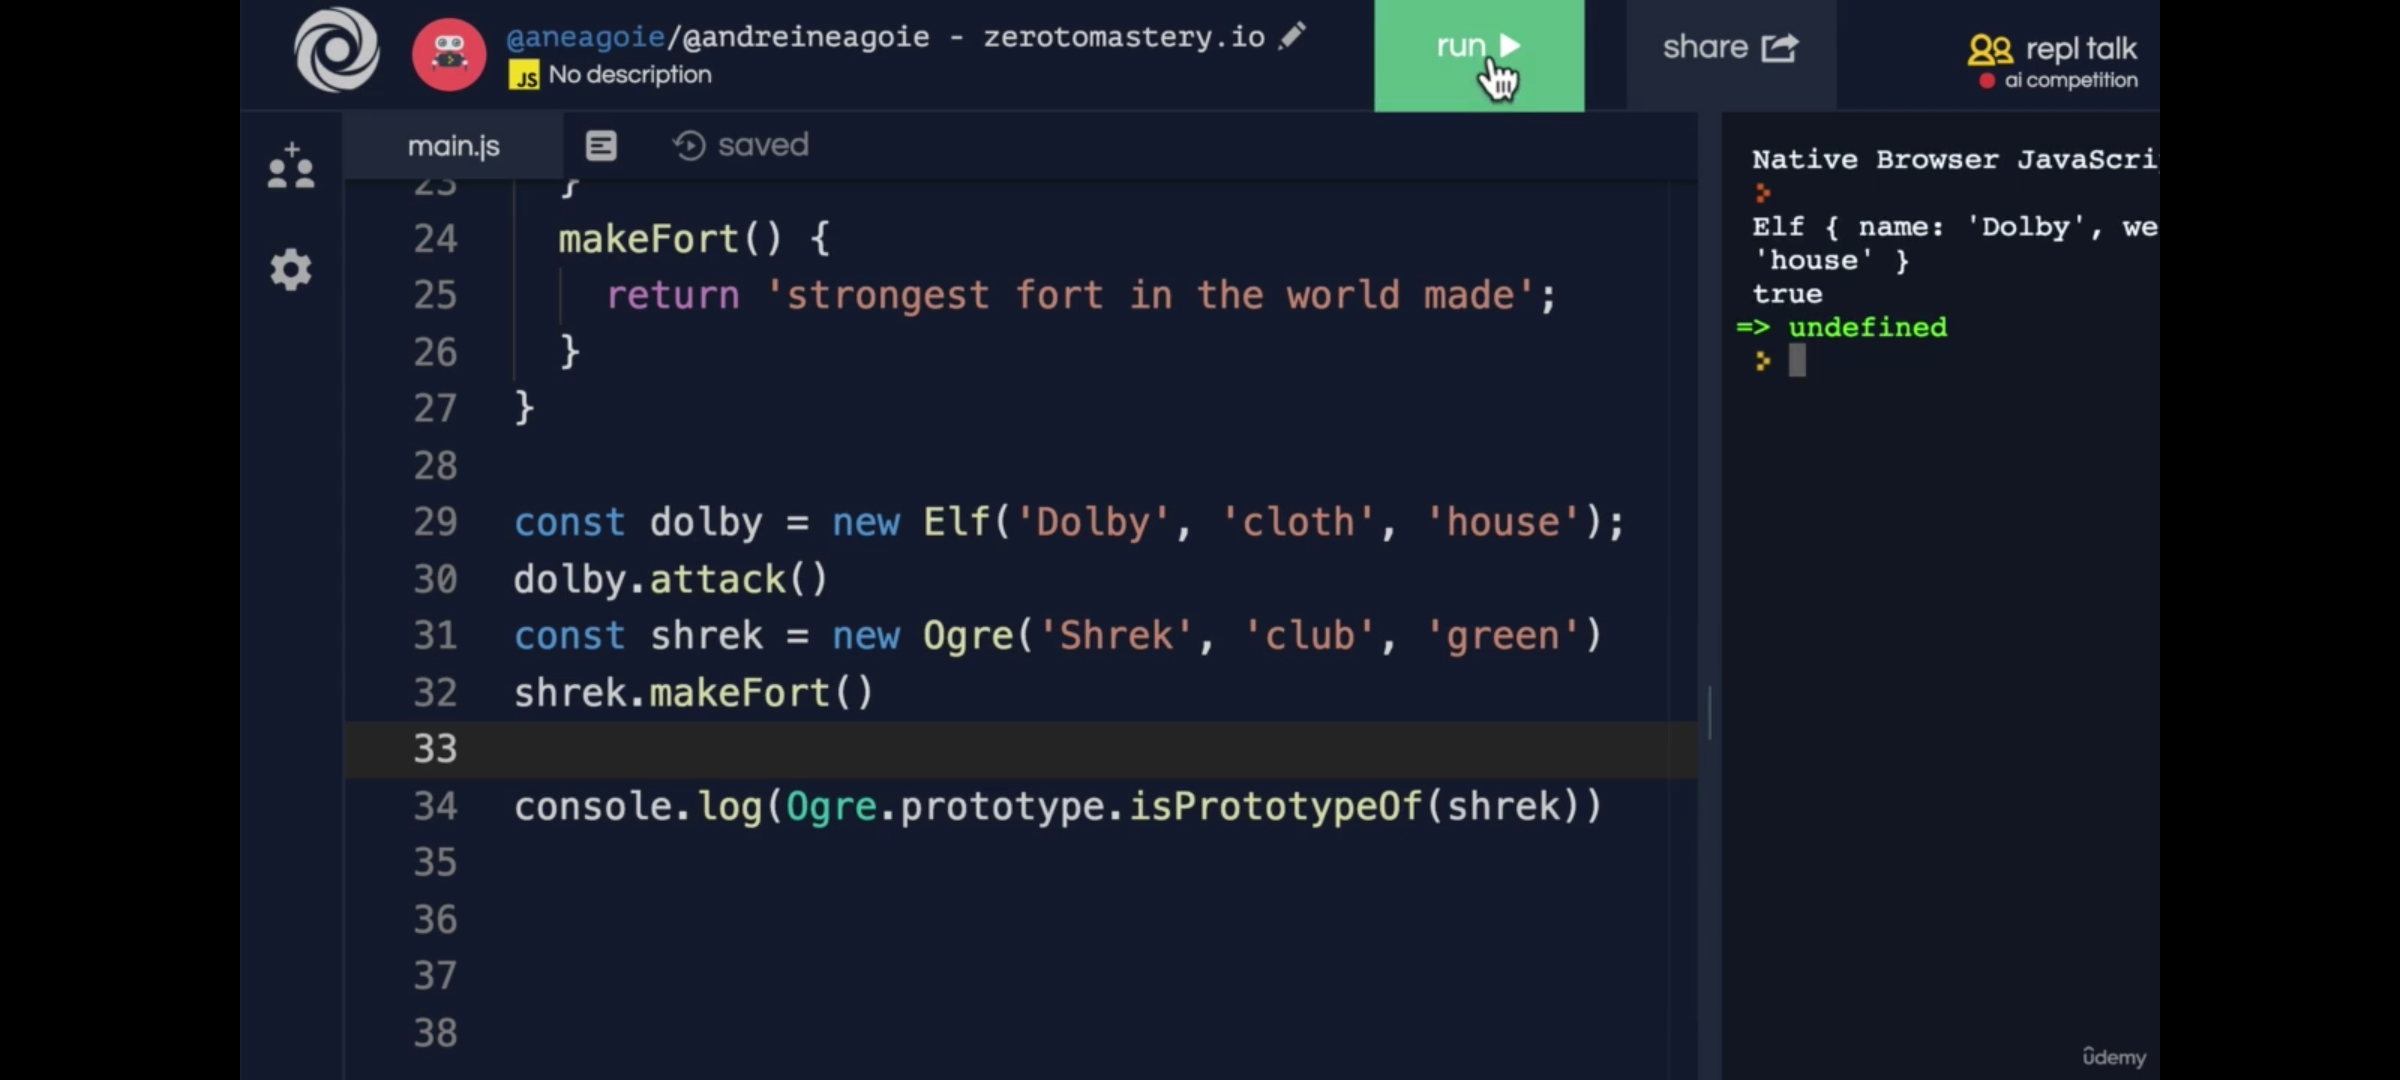 @aneagoie/@andreineagoie - zerotomastery.io
JS No description
run
share
repl talk
ai competition
main.js
saved
23 }
24 makeFort() {
25 return 'strongest fort in the world made';
26 }
27 }
28
29 const dolby = new Elf('Dolby', 'cloth', 'house');
30 dolby.attack()
31 const shrek = new Ogre('Shrek', 'club', 'green')
32 shrek.makeFort()
33
34 console.log(Ogre.prototype.isPrototypeOf(shrek))
35
36
37
38
Native Browser JavaScri
Elf { name: 'Dolby', we
'house' }
true
=> undefined
ûdemy